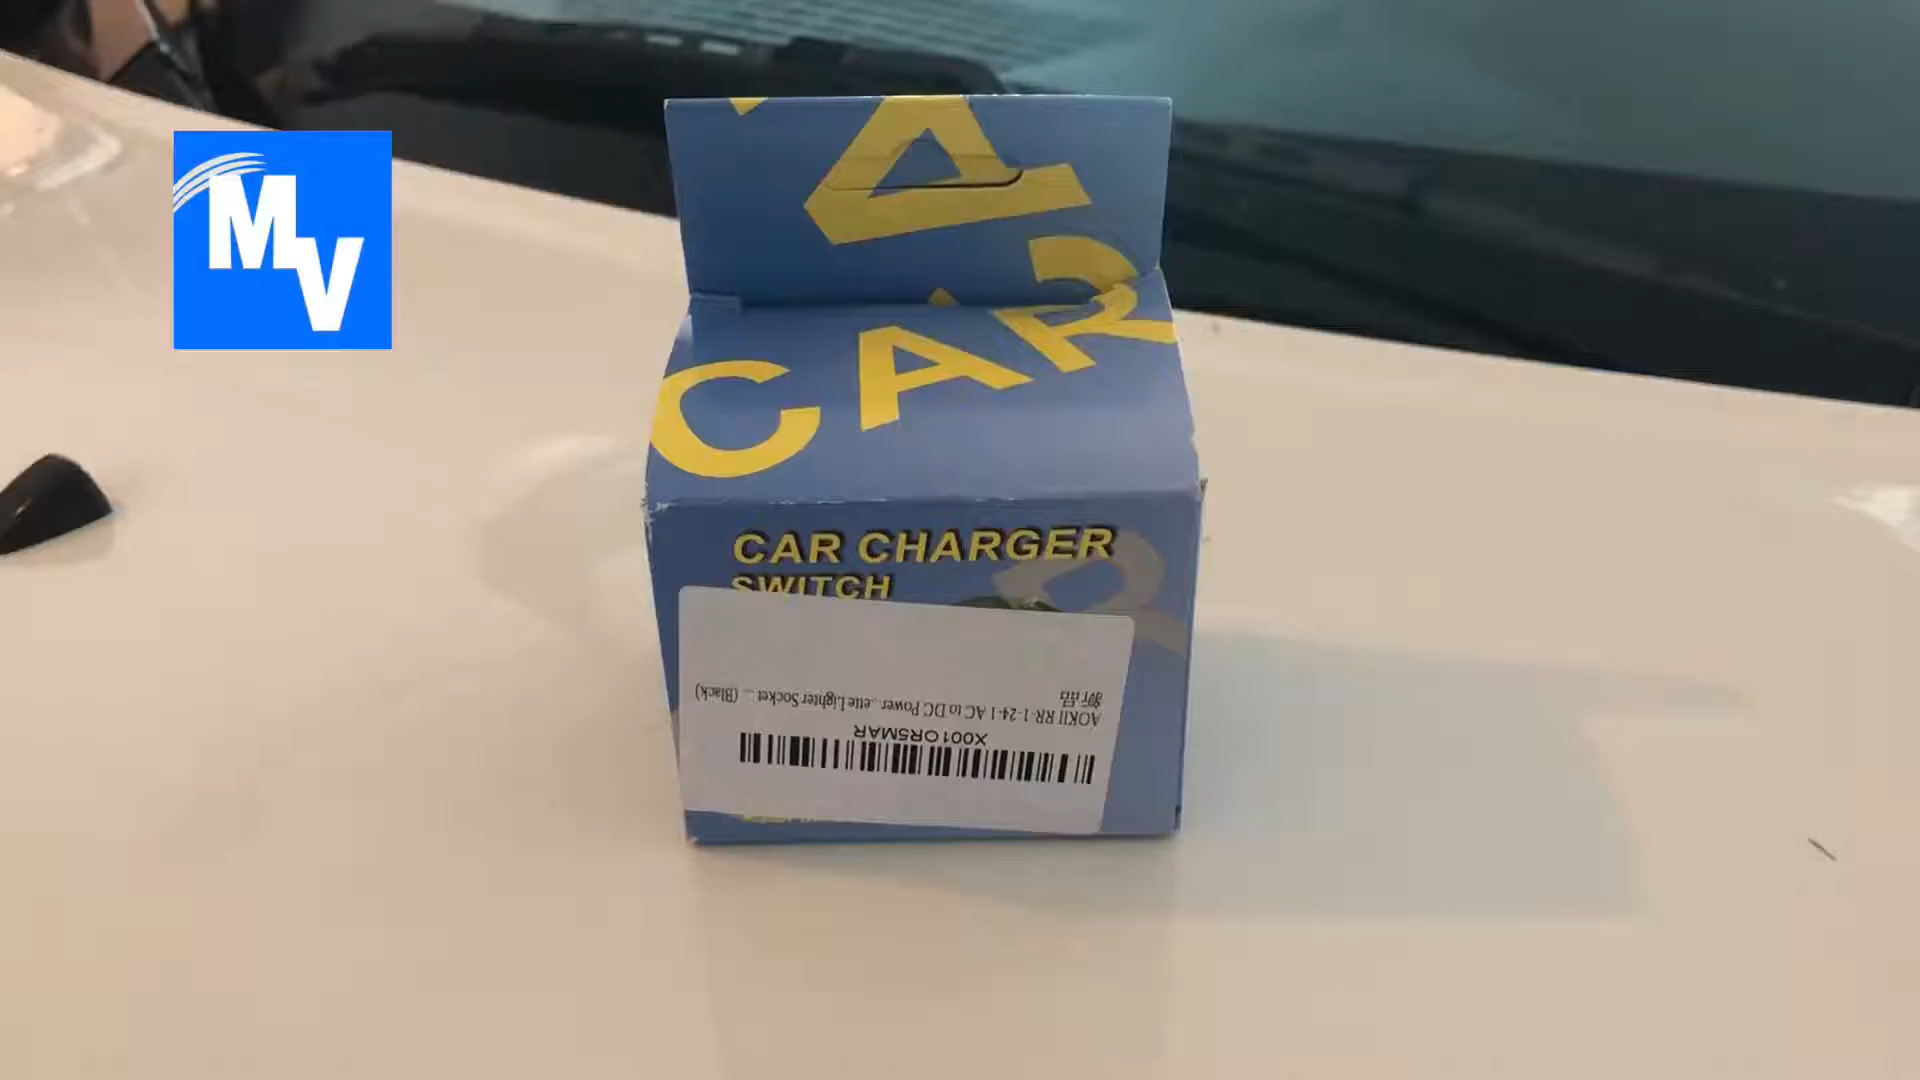 MV
CAR
CAR CHARGER
SWITCH
X001OR5MAR
AOKII RR-1-24-1 AC to DC Power...ette Lighter Socket ... (Black)
新品